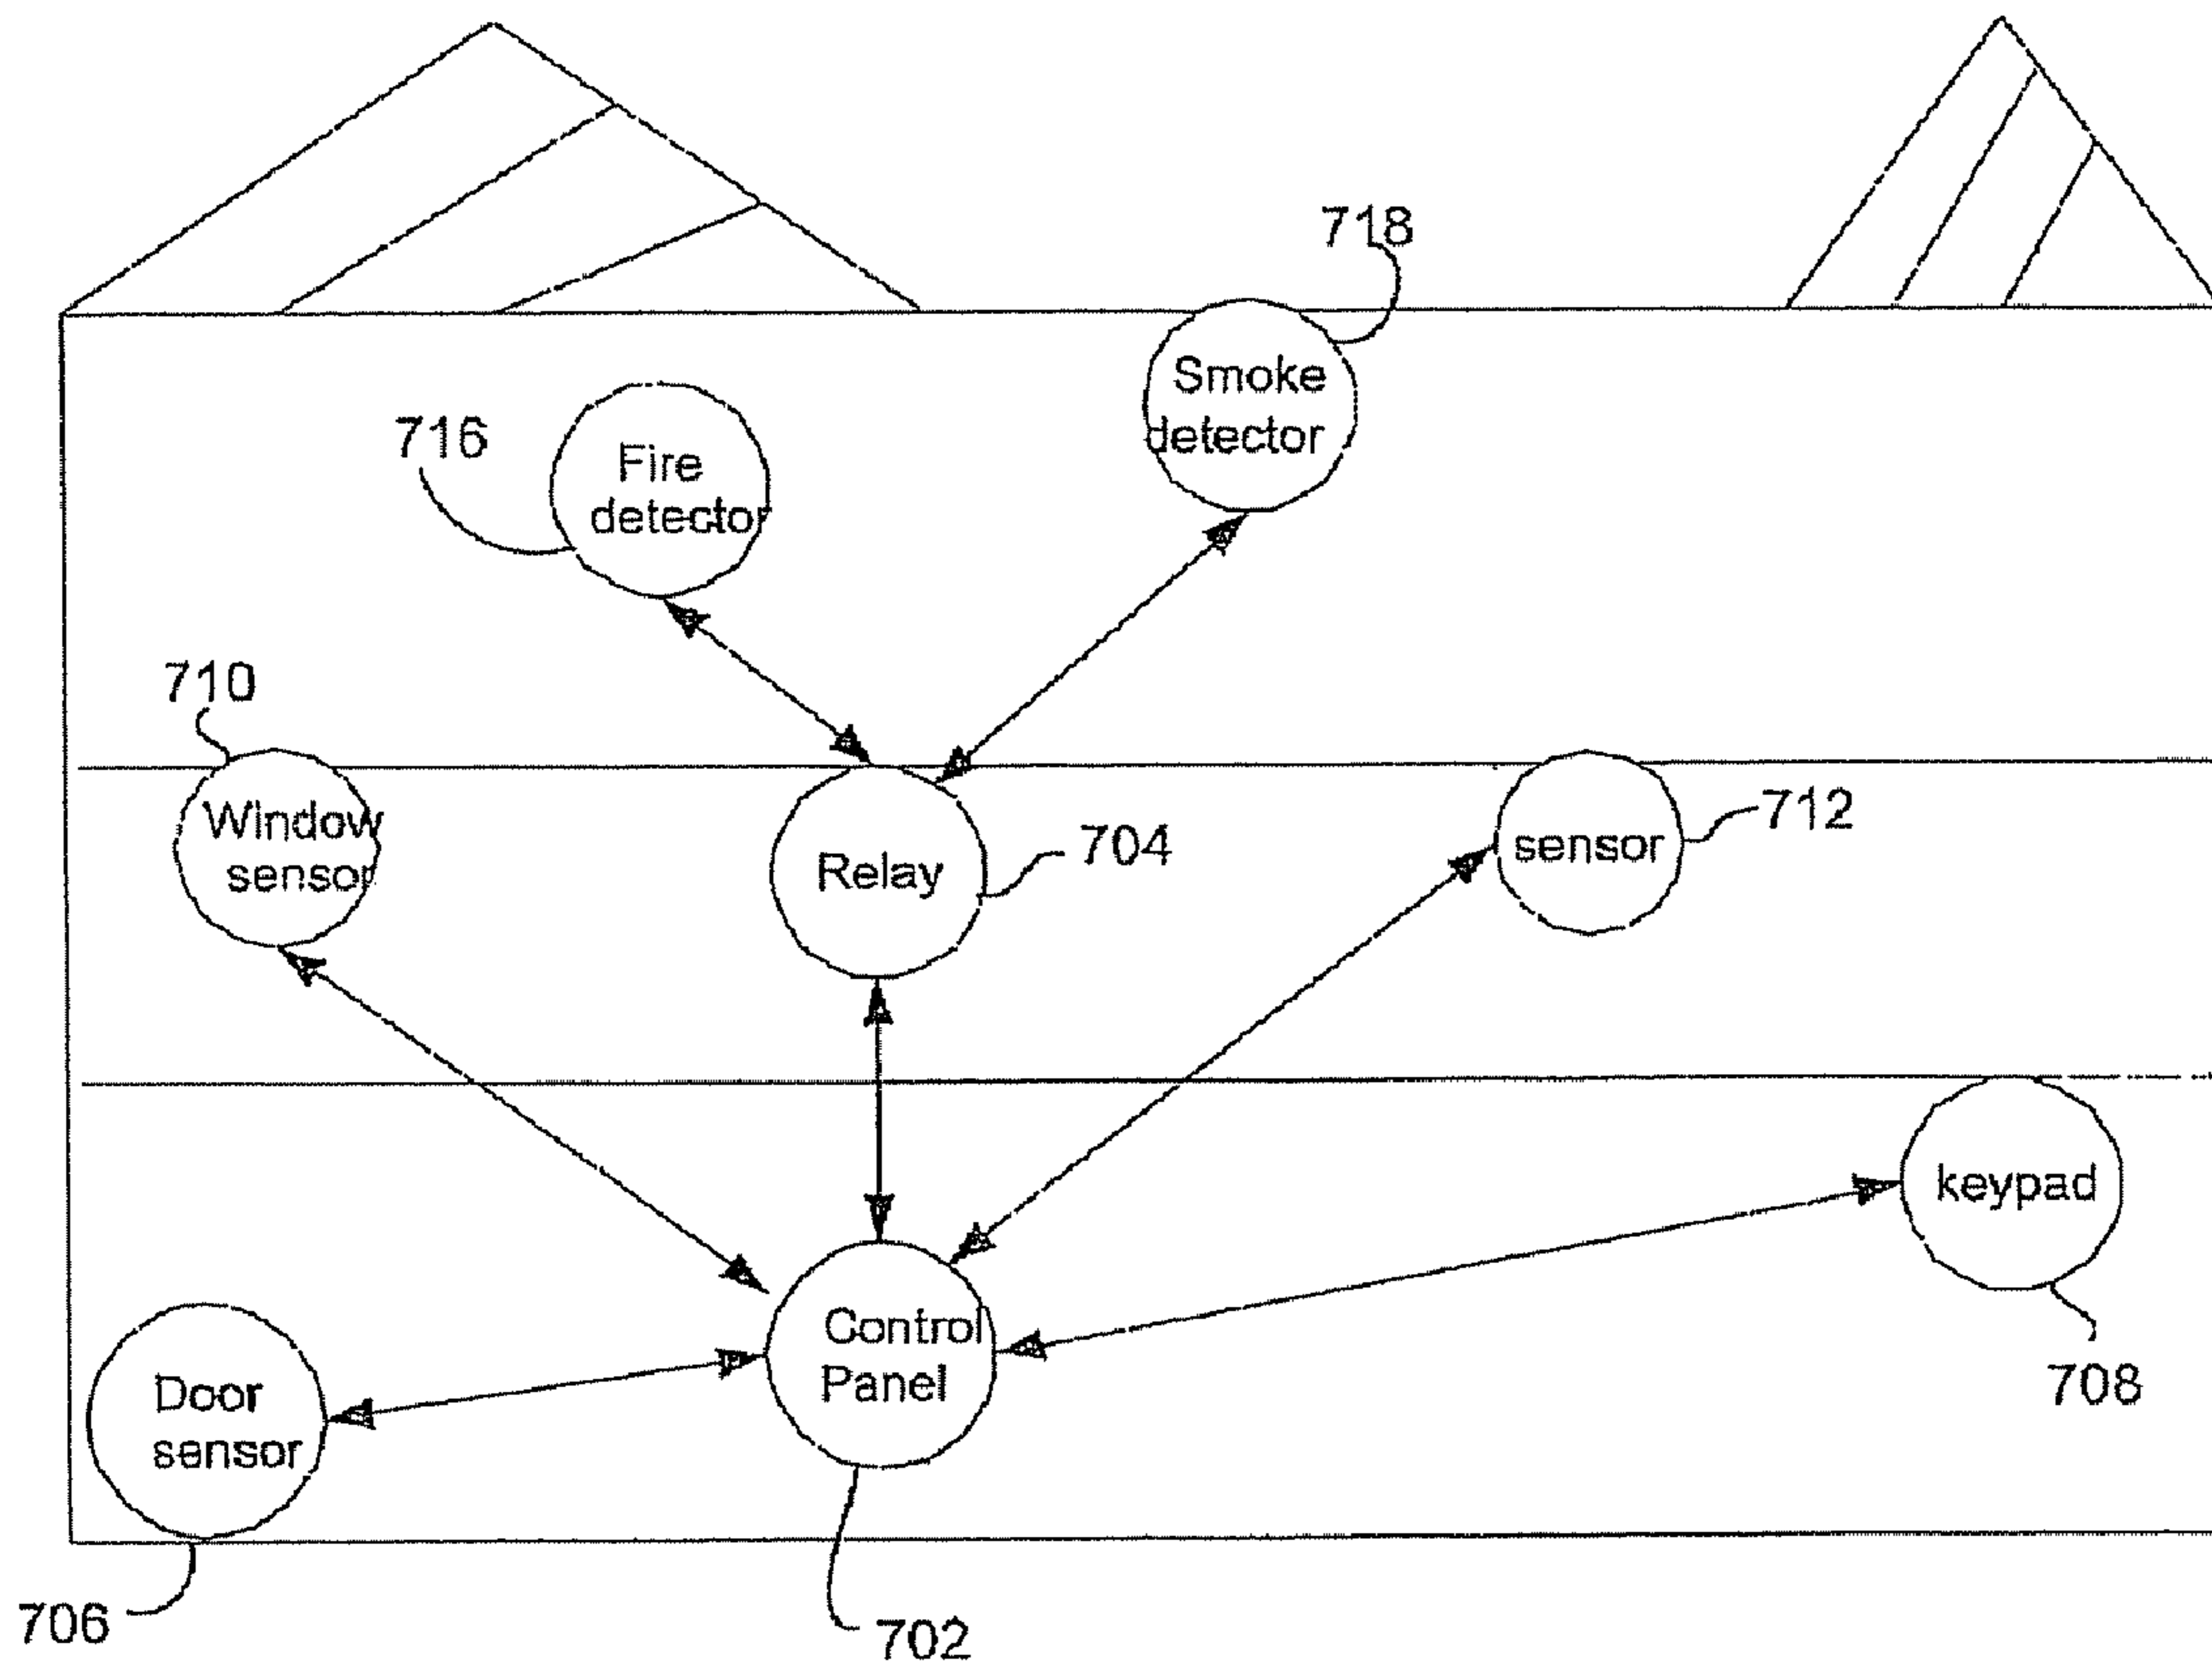 718
Smoke
detector
716
Fire
detector
710
Window
sensor
Relay
704
sensor
712
keypad
708
Control
Panel
702
Door
sensor
706